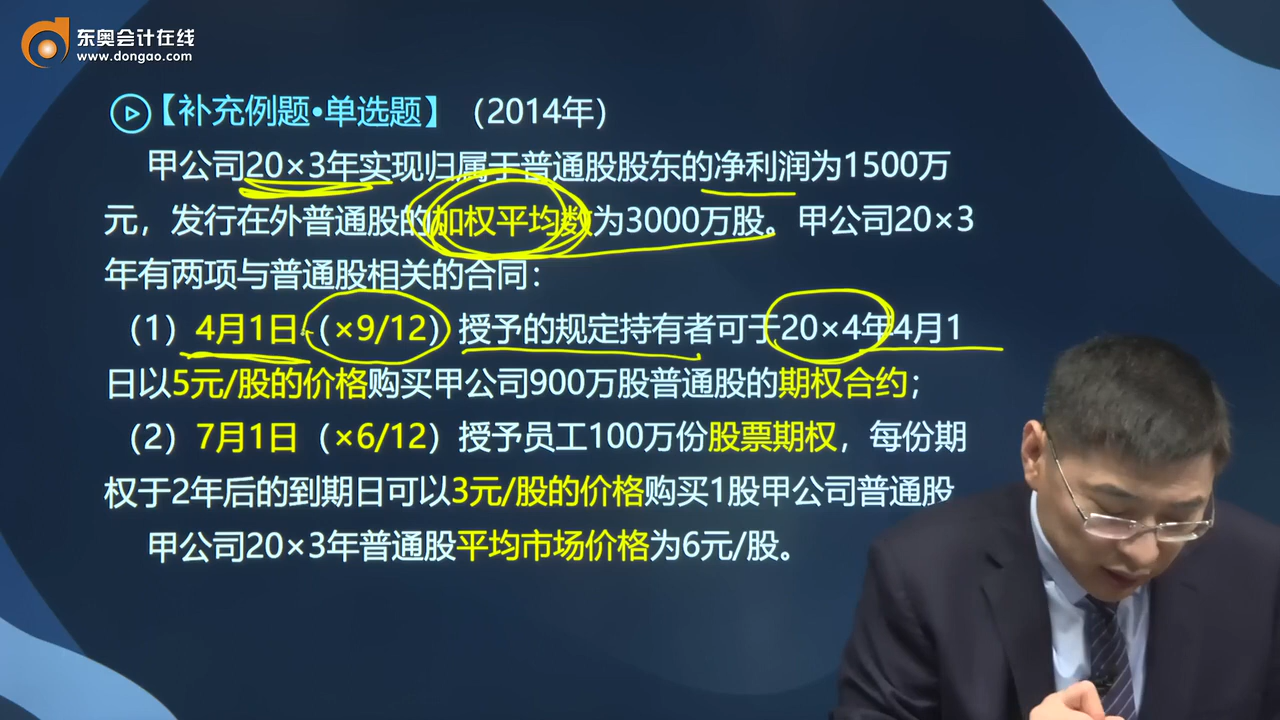 东奥会计在线
www.dongao.com
【补充例题•单选题】（2014年）
甲公司20×3年实现归属于普通股股东的净利润为1500万
元，发行在外普通股的加权平均数为3000万股。甲公司20×3
年有两项与普通股相关的合同：
（1）4月1日（×9/12）授予的规定持有者可于20×4年4月1
日以5元/股的价格购买甲公司900万股普通股的期权合约；
（2）7月1日（×6/12）授予员工100万份股票期权，每份期
权于2年后的到期日可以3元/股的价格购买1股甲公司普通股
甲公司20×3年普通股平均市场价格为6元/股。